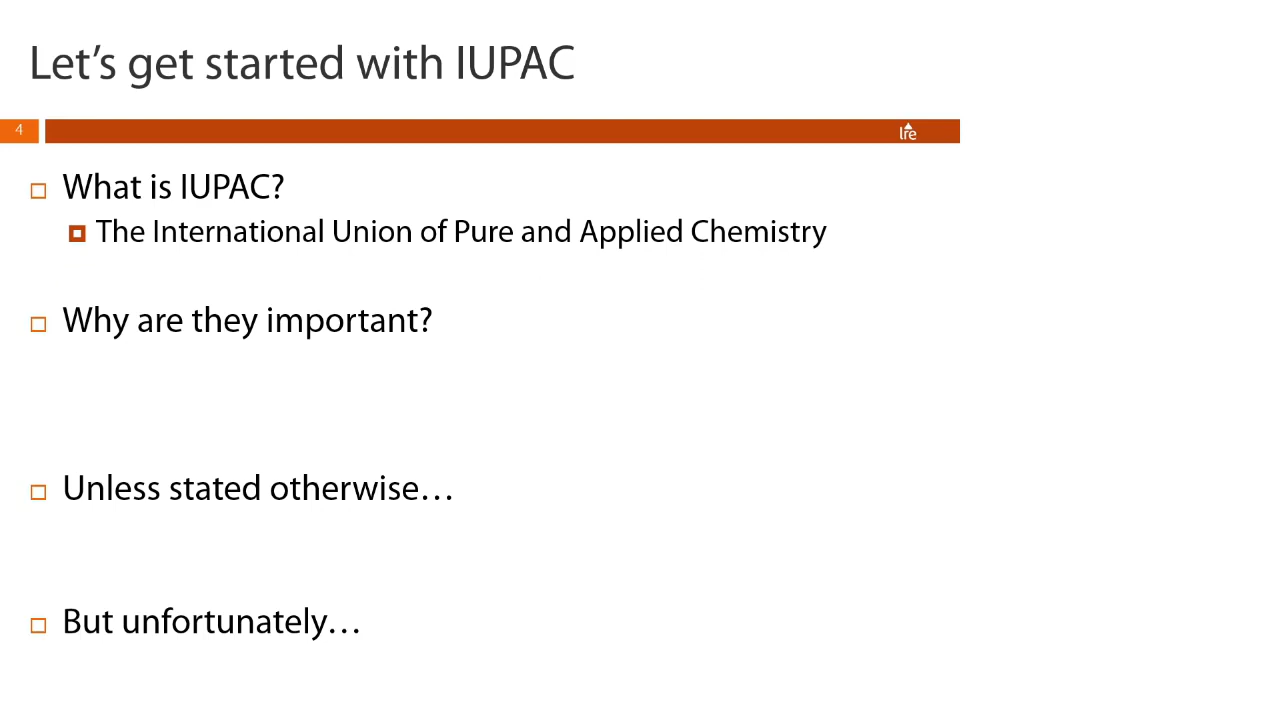 Let’s get started with IUPAC
4
lre
What is IUPAC?
The International Union of Pure and Applied Chemistry
Why are they important?
Unless stated otherwise…
But unfortunately…